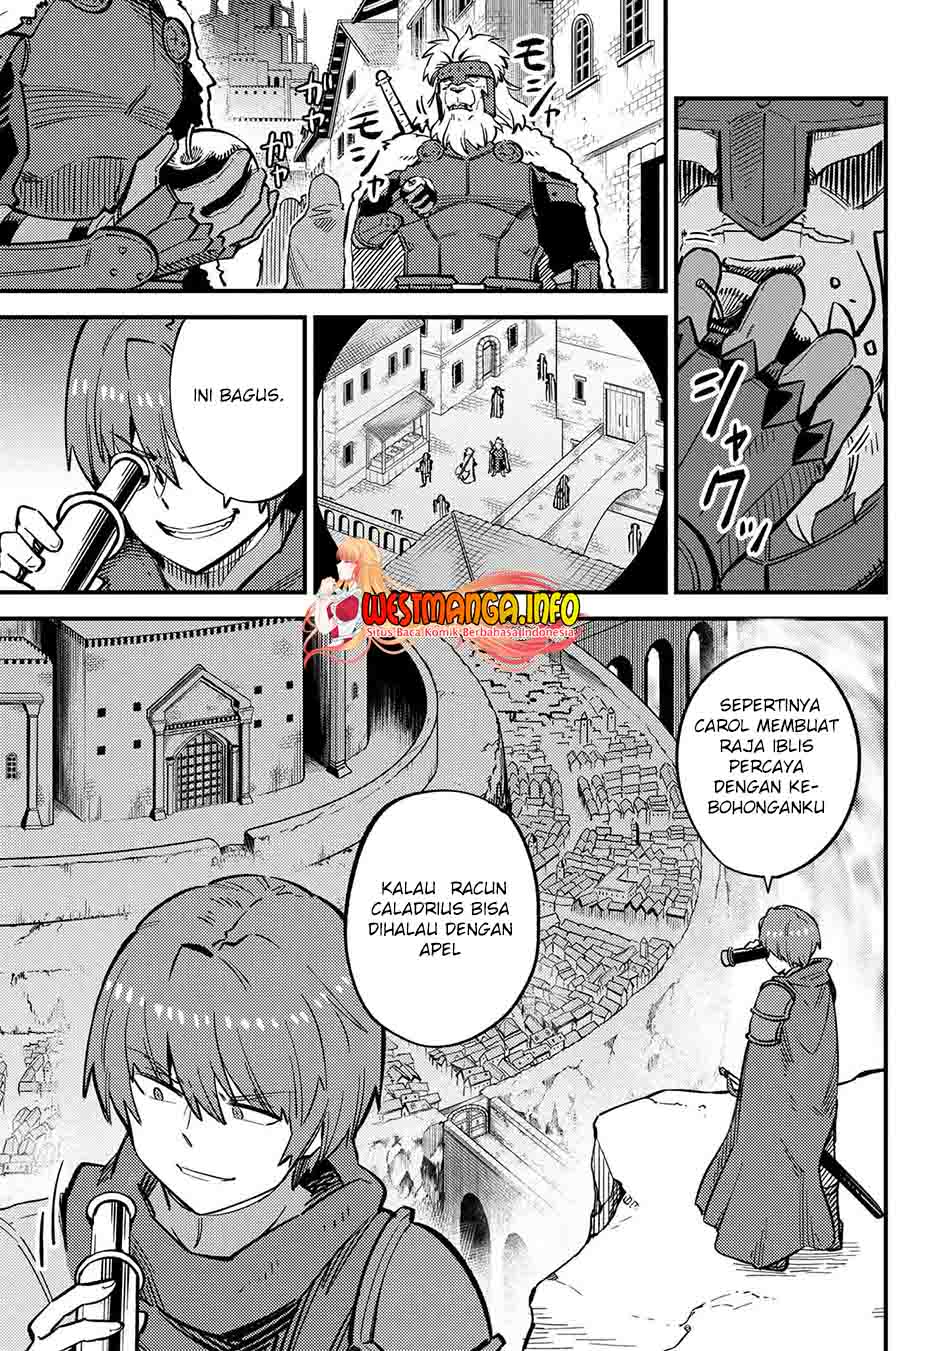 シャクッ
モシャ
モシャ
ガヤ
ガヤ
INI BAGUS.
WESTMANGA.INFO
Situs Baca Komik Berbahasa Indonesia
SEPERTINYA
CAROL MEMBUAT
RAJA IBLIS
PERCAYA
DENGAN KE-
BOHONGANKU
KALAU RACUN
CALADRIUS BISA
DIHALAU DENGAN
APEL